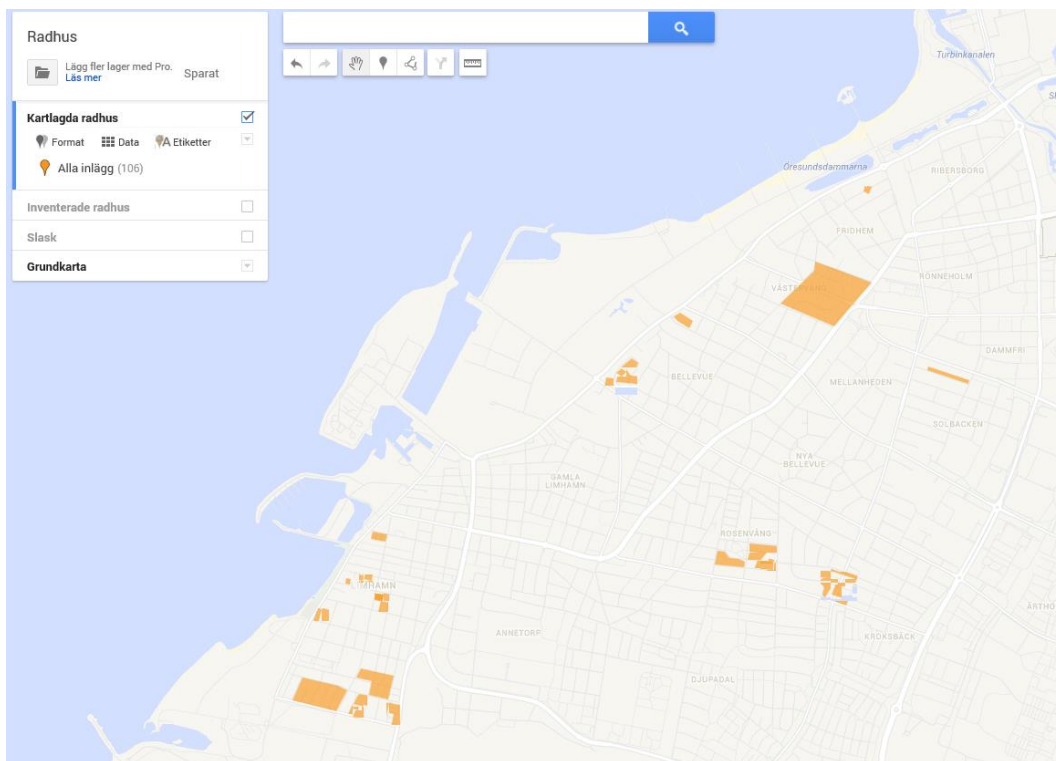 Radhus
Lägg fler lager med Pro.
Läs mer
Sparat
Kartlagda radhus
Format
Data
A Etiketter
Alla inlägg (106)
Inventerade radhus
Slask
Grundkarta
Turbinkanalen
Öresundsdammarna
RIBERSBORG
FRIDHEM
RÖNNEHOLM
VÄSTERVANG
DAMMFRI
BELLEVUE
MELLANHEDEN
SOLBACKEN
NYA
BELLEVUE
GAMLA
LIMHAMN
ROSENVÅNG
LIMHAMN
ANNETORP
KROKSBÄCK
DJUPADAL